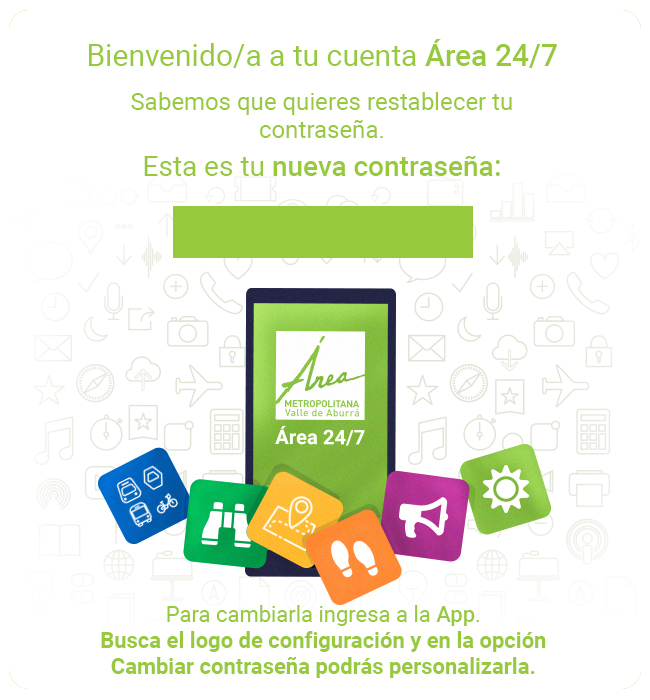 Bienvenido/a a tu cuenta Área 24/7
Sabemos que quieres restablecer tu
contraseña.
Esta es tu nueva contraseña:
Área
METROPOLITANA
Valle de Aburrá
Área 24/7
Para cambiarla ingresa a la App.
Busca el logo de configuración y en la opción
Cambiar contraseña podrás personalizarla.